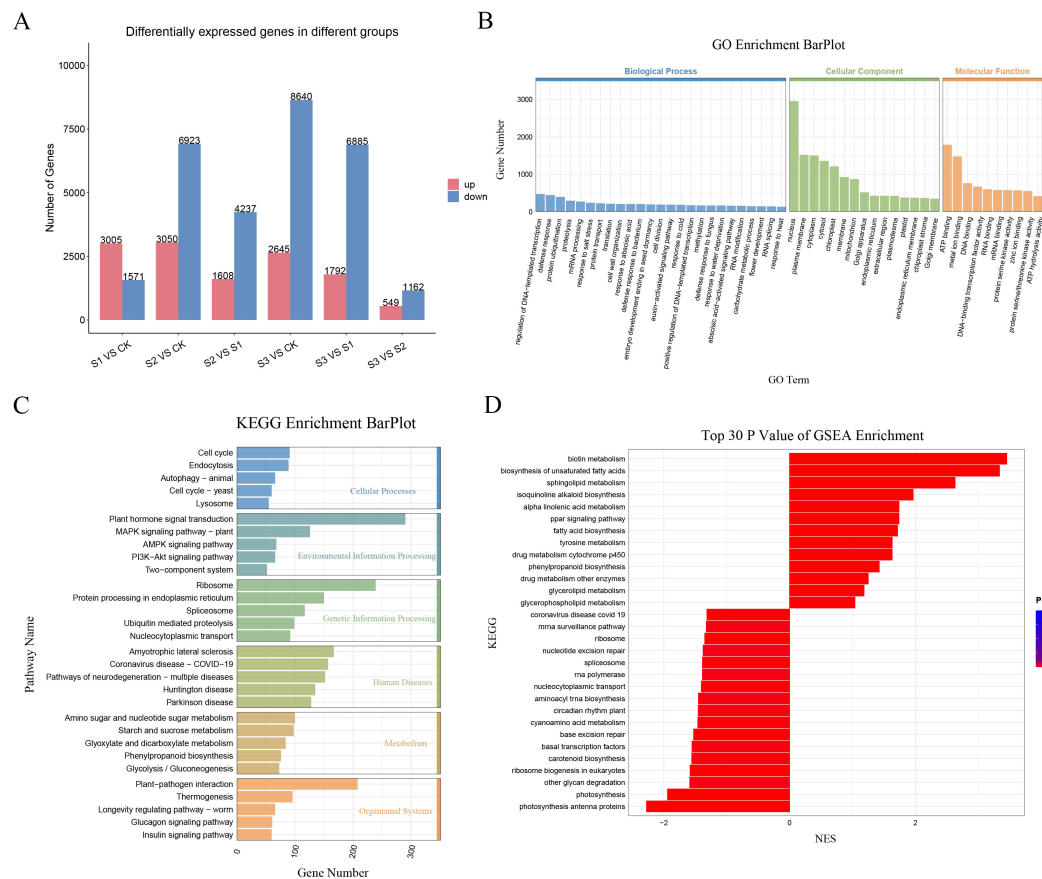 A
Differentially expressed genes in different groups
Number of Genes
10000
7500
5000
2500
0
3005
1571
3050
6923
1608
4237
2645
8640
1792
6885
549
1162
S1 VS CK
S2 VS CK
S2 VS S1
S3 VS CK
S3 VS S1
S3 VS S2
up
down
B
GO Enrichment BarPlot
Biological Process
Cellular Component
Molecular Function
Gene Number
3000
2000
1000
0
regulation of DNA−templated transcription
defense response
protein ubiquitination
proteolysis
mRNA processing
response to salt stress
protein transport
translation
cell wall organization
response to abscisic acid
defense response to bacterium
embryo development ending in seed dormancy
cell division
auxin−activated signaling pathway
response to cold
positive regulation of DNA−templated transcription
methylation
defense response to fungus
response to water deprivation
abscisic acid−activated signaling pathway
RNA modification
carbohydrate metabolic process
flower development
RNA splicing
response to heat
nucleus
plasma membrane
cytoplasm
cytosol
chloroplast
membrane
mitochondrion
Golgi apparatus
endoplasmic reticulum
extracellular region
plasmodesma
plastid
endoplasmic reticulum membrane
chloroplast stroma
Golgi membrane
ATP binding
metal ion binding
DNA binding
DNA−binding transcription factor activity
RNA binding
mRNA binding
protein kinase activity
zinc ion binding
protein serine/threonine kinase activity
ATP hydrolysis activity
GO Term
C
KEGG Enrichment BarPlot
Pathway Name
Cell cycle
Endocytosis
Autophagy − animal
Cell cycle − yeast
Lysosome
Cellular Processes
Plant hormone signal transduction
MAPK signaling pathway − plant
AMPK signaling pathway
PI3K−Akt signaling pathway
Two−component system
Environmental Information Processing
Ribosome
Protein processing in endoplasmic reticulum
Spliceosome
Ubiquitin mediated proteolysis
Nucleocytoplasmic transport
Genetic Information Processing
Amyotrophic lateral sclerosis
Coronavirus disease − COVID−19
Pathways of neurodegeneration − multiple diseases
Huntington disease
Parkinson disease
Human Diseases
Amino sugar and nucleotide sugar metabolism
Starch and sucrose metabolism
Glyoxylate and dicarboxylate metabolism
Phenylpropanoid biosynthesis
Glycolysis / Gluconeogenesis
Metabolism
Plant−pathogen interaction
Thermogenesis
Longevity regulating pathway − worm
Glucagon signaling pathway
Insulin signaling pathway
Organismal Systems
0
100
200
300
Gene Number
D
Top 30 P Value of GSEA Enrichment
KEGG
biotin metabolism
biosynthesis of unsaturated fatty acids
sphingolipid metabolism
isoquinoline alkaloid biosynthesis
alpha linolenic acid metabolism
ppar signaling pathway
fatty acid biosynthesis
tyrosine metabolism
drug metabolism cytochrome p450
phenylpropanoid biosynthesis
drug metabolism other enzymes
glycerolipid metabolism
glycerophospholipid metabolism
coronavirus disease covid 19
mrna surveillance pathway
ribosome
nucleotide excision repair
spliceosome
rna polymerase
nucleocytoplasmic transport
aminoacyl trna biosynthesis
circadian rhythm plant
cyanoamino acid metabolism
base excision repair
basal transcription factors
carotenoid biosynthesis
ribosome biogenesis in eukaryotes
other glycan degradation
photosynthesis
photosynthesis antenna proteins
−2
0
2
NES
P